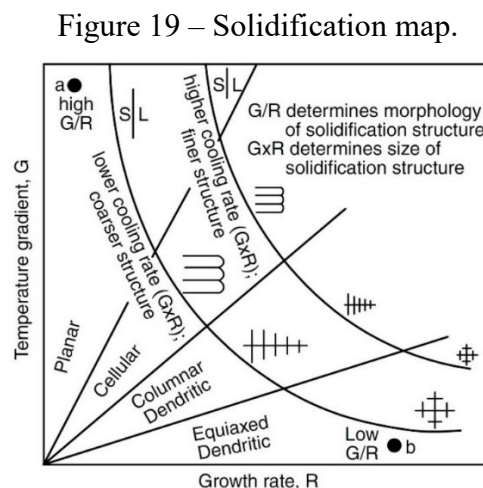 Figure 19 – Solidification map.
a
high
G/R
S|L
S|L
higher cooling rate (GxR);
finer structure
G/R determines morphology
of solidification structure
GxR determines size of
solidification structure
lower cooling rate (GxR);
coarser structure
Temperature gradient, G
Planar
Cellular
Columnar
Dendritic
Equiaxed
Dendritic
Low
G/R
b
Growth rate, R